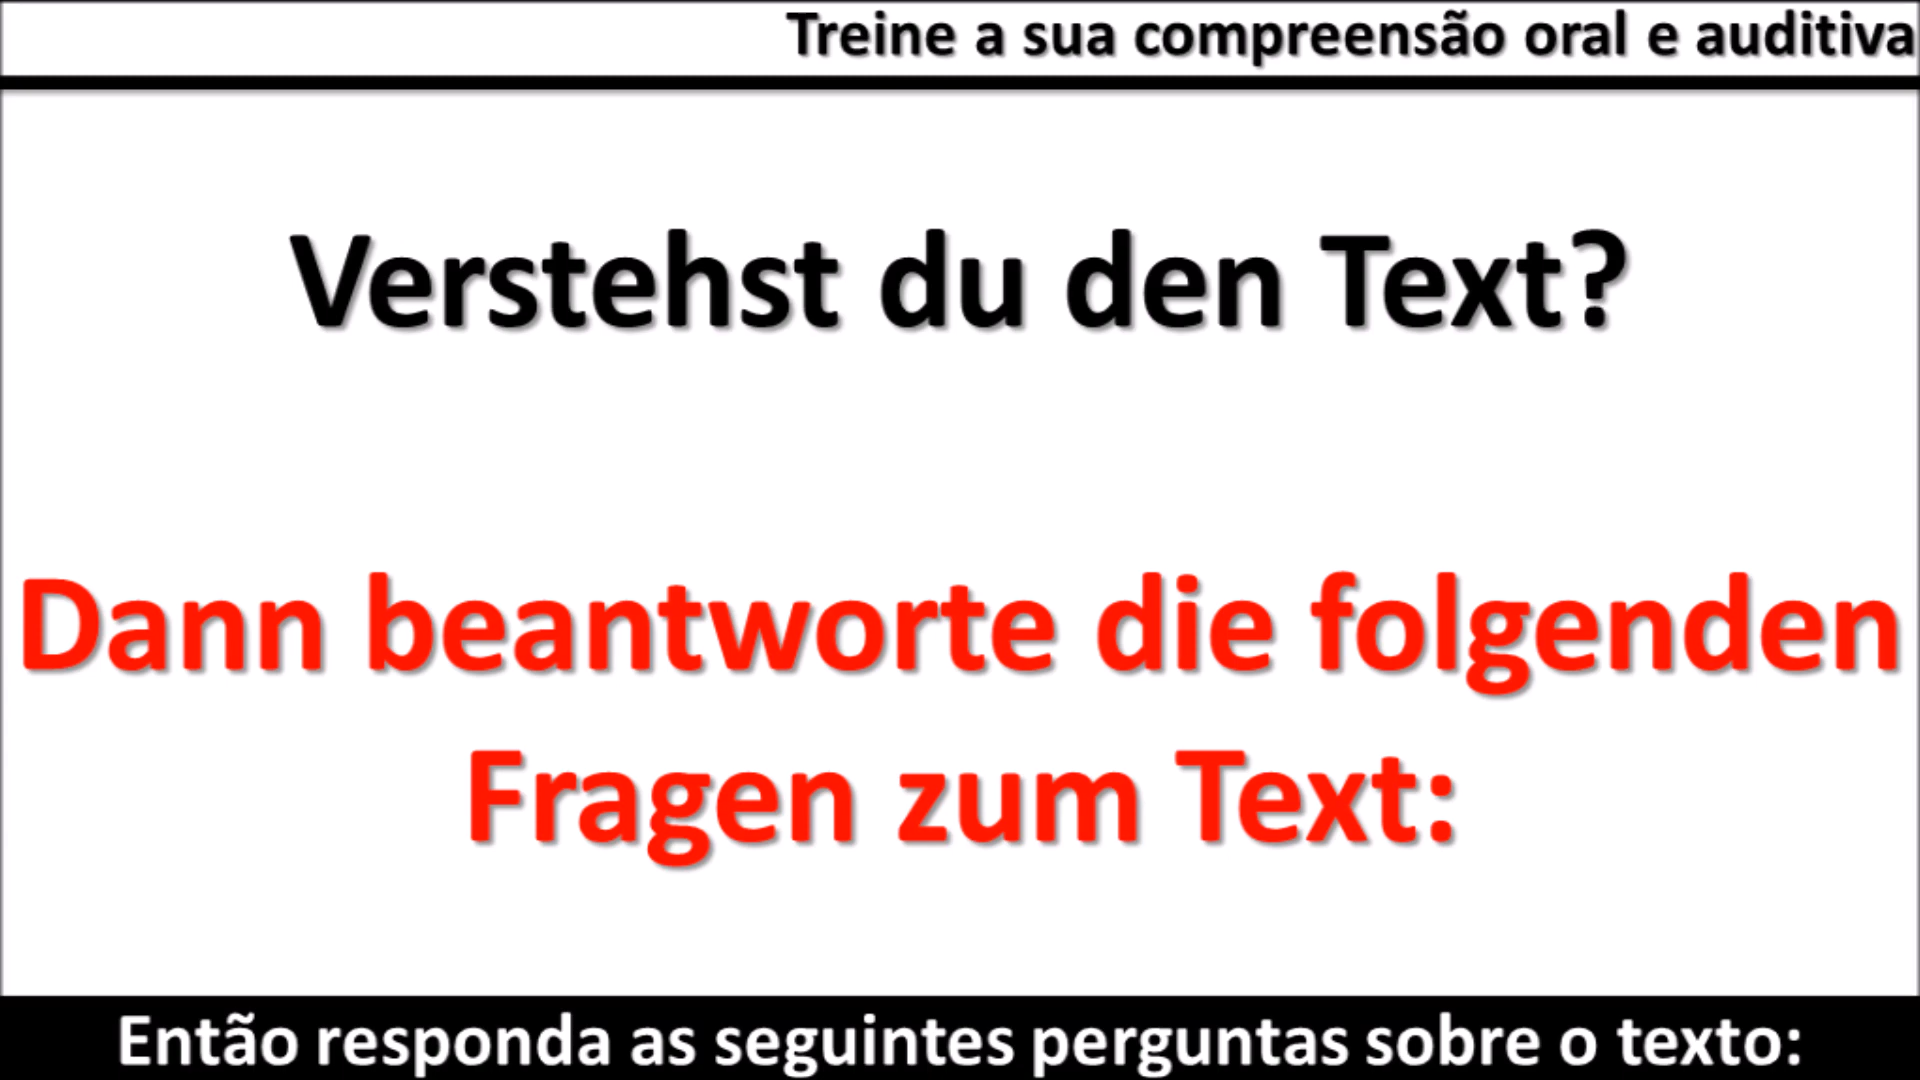 Treine a sua compreensão oral e auditiva
Verstehst du den Text?
Dann beantworte die folgenden
Fragen zum Text:
Então responda as seguintes perguntas sobre o texto: